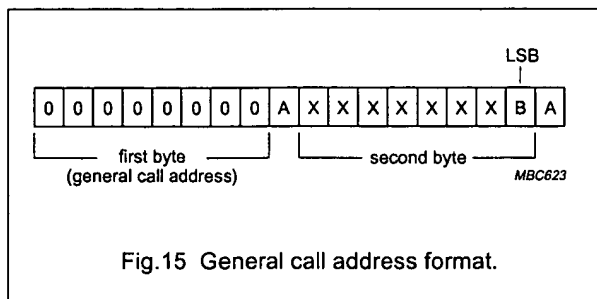 LSB
0 0 0 0 0 0 0 0 A X X X X X X X B A
first byte second byte
(general call address)
MBC623
Fig.15 General call address format.